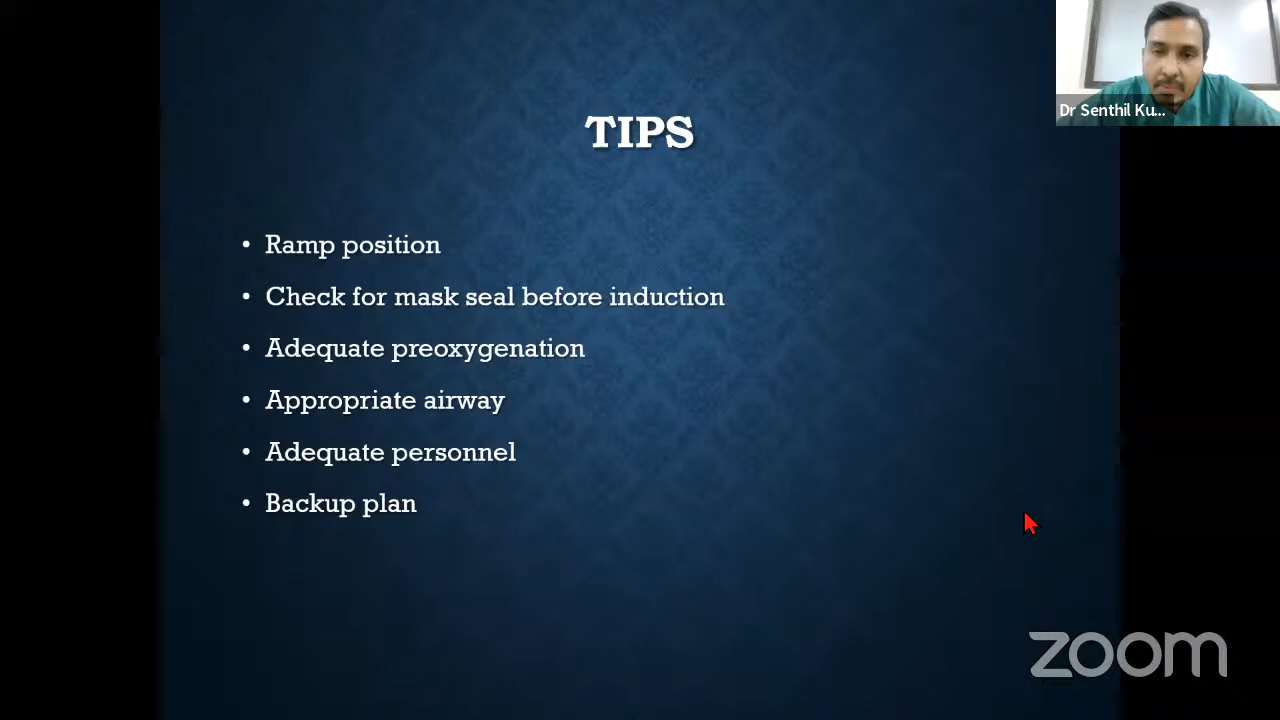 TIPS
Dr Senthil Ku...
• Ramp position
• Check for mask seal before induction
• Adequate preoxygenation
• Appropriate airway
• Adequate personnel
• Backup plan
zoom